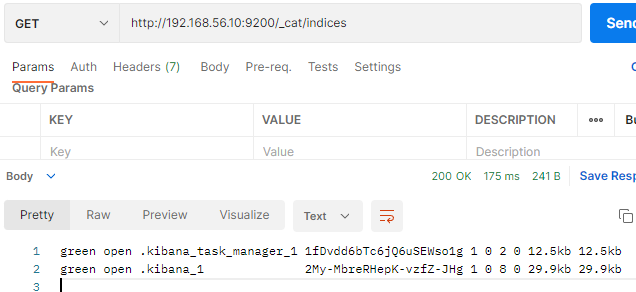 GET http://192.168.56.10:9200/_cat/indices Send
Params Auth Headers (7) Body Pre-req. Tests Settings
Query Params
KEY VALUE DESCRIPTION ••• Bu
Key Value Description
Body 200 OK 175 ms 241 B Save Resp
Pretty Raw Preview Visualize Text
1 green open .kibana_task_manager_1 1fDvdd6bTc6jQ6uSEWso1g 1 0 2 0 12.5kb 12.5kb
2 green open .kibana_1 2My-MbreRHepK-vzfZ-JHg 1 0 8 0 29.9kb 29.9kb
3